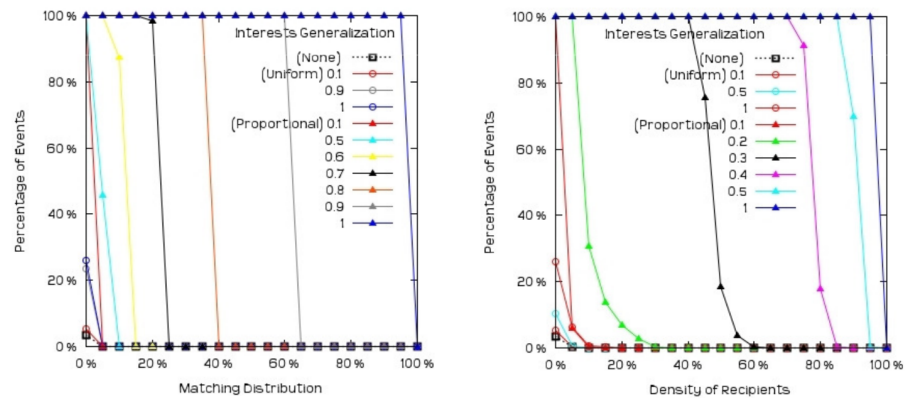 100 %
80 %
60 %
40 %
20 %
0 %
Percentage of Events
Interests Generalization
(None)
(Uniform) 0.1
0.9
1
(Proportional) 0.1
0.5
0.6
0.7
0.8
0.9
1
0 % 20 % 40 % 60 % 80 % 100 %
Matching Distribution
100 %
80 %
60 %
40 %
20 %
0 %
Percentage of Events
Interests Generalization
(None)
(Uniform) 0.1
0.5
1
(Proportional) 0.1
0.2
0.3
0.4
0.5
1
0 % 20 % 40 % 60 % 80 % 100 %
Density of Recipients